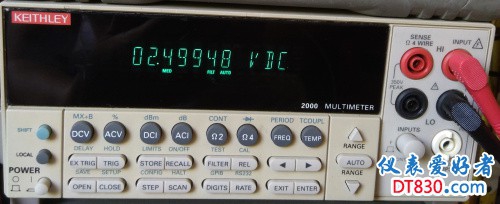 KEITHLEY
02.49948 VDC
MED FILT AUTO
2000 MULTIMETER
SENSE Ω 4 WIRE
INPUT
HI
350V PEAK
LO
INPUTS
MX+B % dBm dB CONT PERIOD TCOUPL
SHIFT DCV ACV DCI ACI Ω2 Ω4 FREQ TEMP
DELAY HOLD LIMITS ON/OFF TEST CAL
LOCAL EX TRIG TRIG STORE RECALL FILTER REL
RANGE
AUTO
RANGE
POWER
SAVE SETUP CONFIG HALT GPIB RS232
OPEN CLOSE STEP SCAN DIGITS RATE EXIT ENTER
仪表爱好者
DT830.com